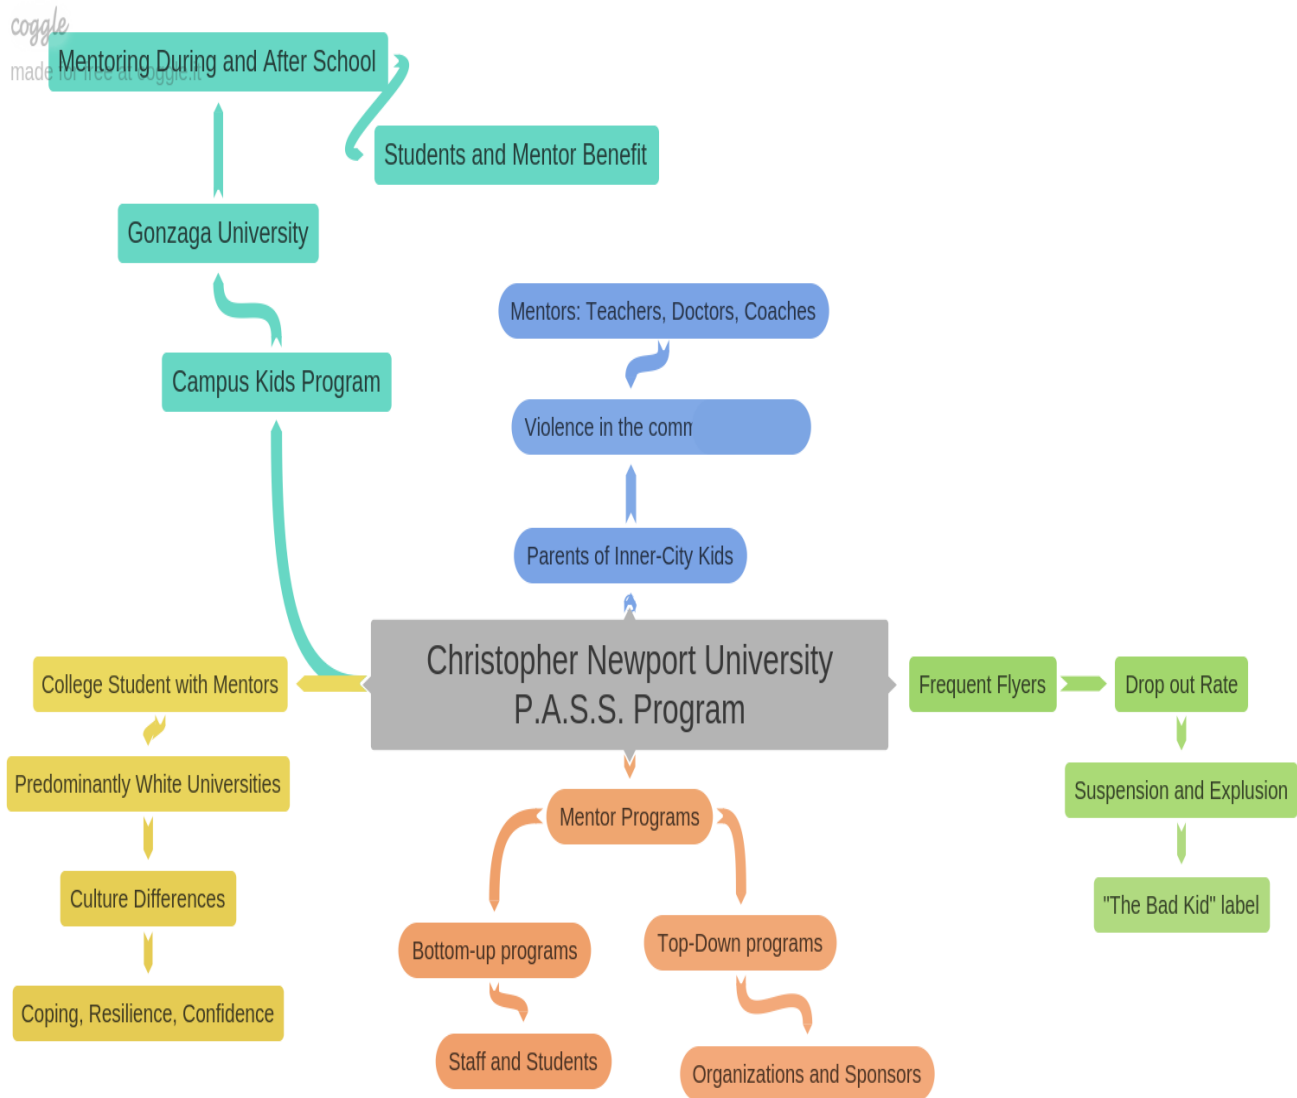 coggle
made for free at coggle.it
Mentoring During and After School
Students and Mentor Benefit
Gonzaga University
Campus Kids Program
Mentors: Teachers, Doctors, Coaches
Violence in the comm
Parents of Inner-City Kids
Christopher Newport University
P.A.S.S. Program
College Student with Mentors
Predominantly White Universities
Culture Differences
Coping, Resilience, Confidence
Frequent Flyers
Drop out Rate
Suspension and Explusion
"The Bad Kid" label
Mentor Programs
Bottom-up programs
Top-Down programs
Staff and Students
Organizations and Sponsors